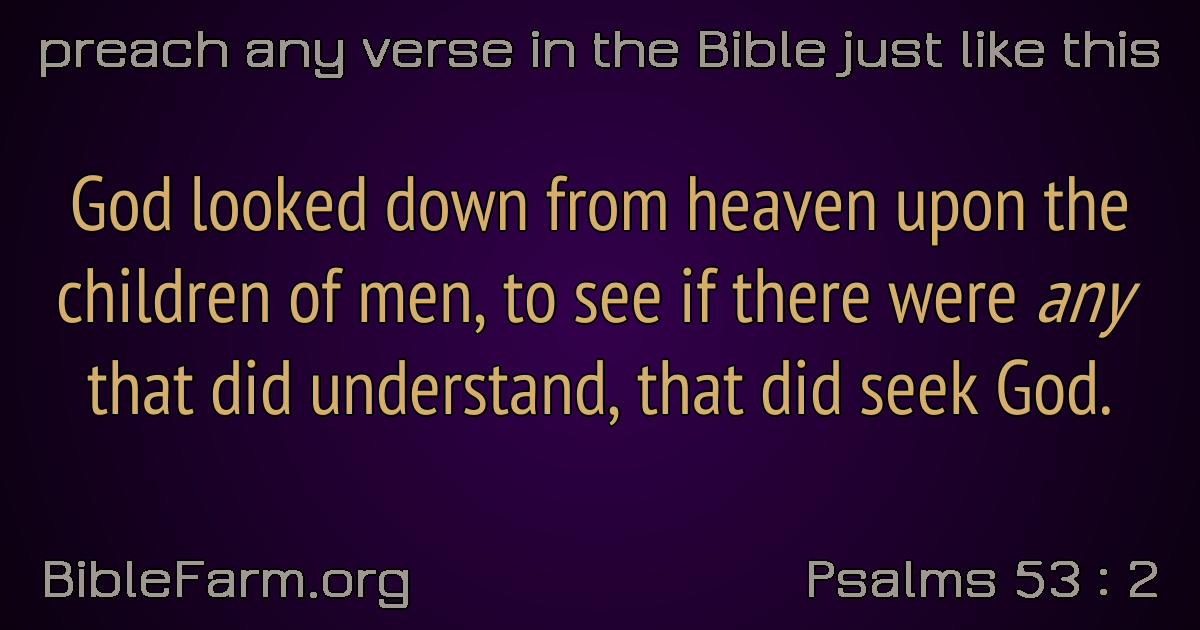 preach any verse in the Bible just like this
God looked down from heaven upon the
children of men, to see if there were any
that did understand, that did seek God.
BibleFarm.org
Psalms 53 : 2